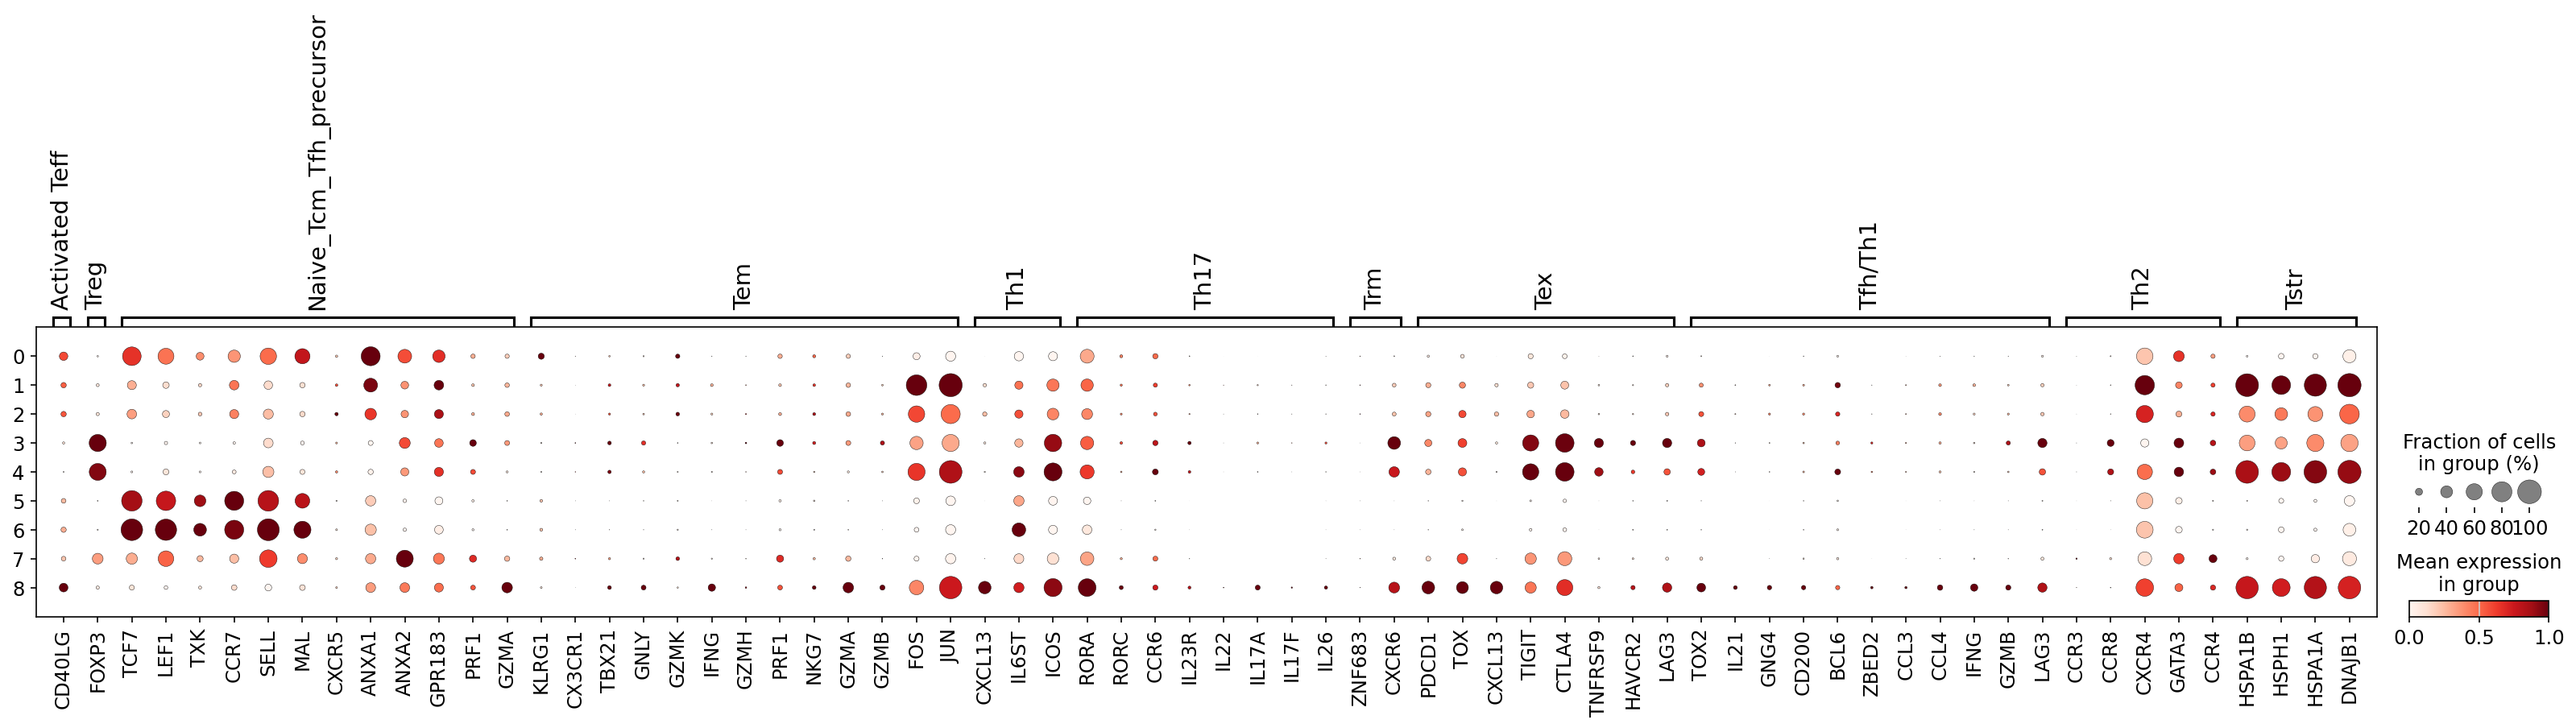 Activated Teff
Treg
Naive_Tcm_Tfh_precursor
Tem
Th1
Th17
Trm
Tex
Tfh/Th1
Th2
Tstr
0
1
2
3
4
5
6
7
8
CD40LG
FOXP3
TCF7
LEF1
TXK
CCR7
SELL
MAL
CXCR5
ANXA1
ANXA2
GPR183
PRF1
GZMA
KLRG1
CX3CR1
TBX21
GNLY
GZMK
IFNG
GZMH
PRF1
NKG7
GZMA
GZMB
FOS
JUN
CXCL13
IL6ST
ICOS
RORA
RORC
CCR6
IL23R
IL22
IL17A
IL17F
IL26
ZNF683
CXCR6
PDCD1
TOX
CXCL13
TIGIT
CTLA4
TNFRSF9
HAVCR2
LAG3
TOX2
IL21
GNG4
CD200
BCL6
ZBED2
CCL3
CCL4
IFNG
GZMB
LAG3
CCR3
CCR8
CXCR4
GATA3
CCR4
HSPA1B
HSPH1
HSPA1A
DNAJB1
Fraction of cells
in group (%)
20 40 60 80 100
Mean expression
in group
0.0 0.5 1.0